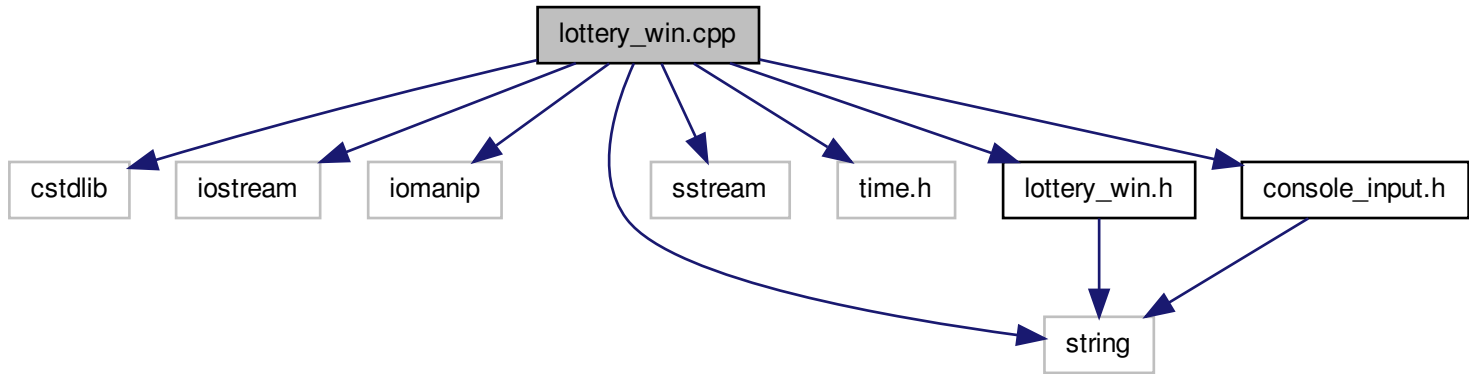 lottery_win.cpp
cstdlib
iostream
iomanip
sstream
time.h
lottery_win.h
console_input.h
string